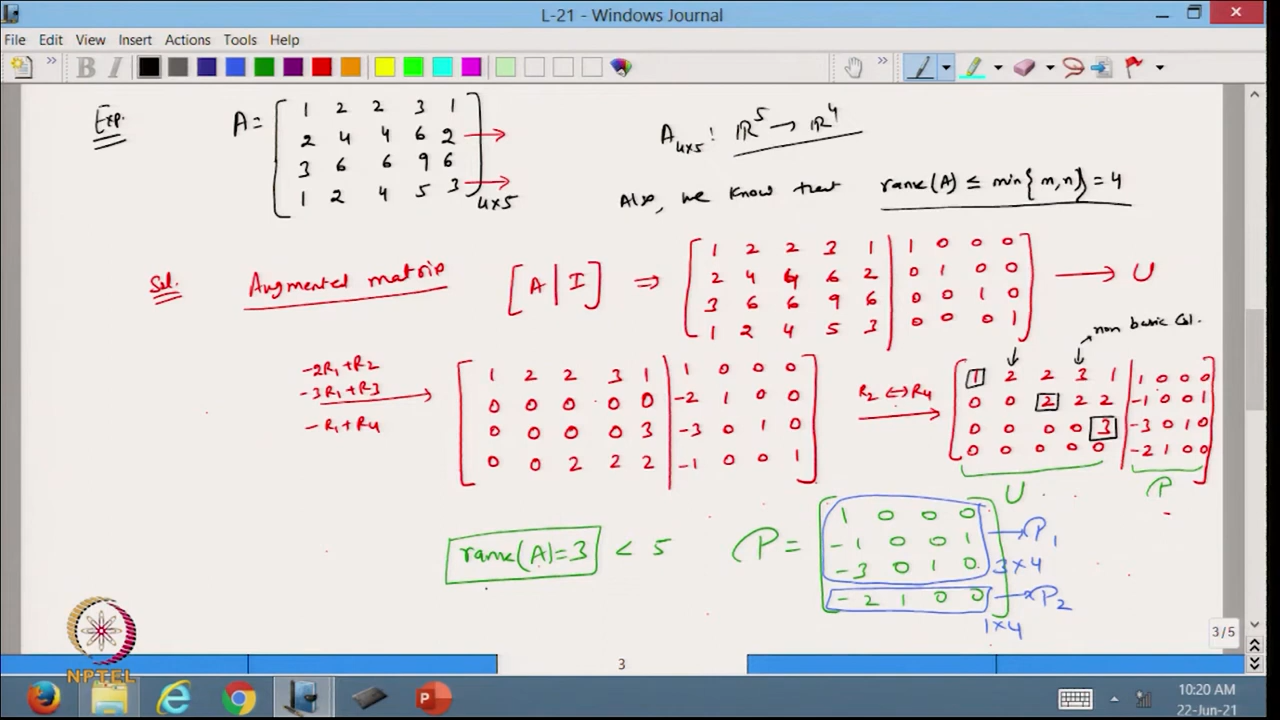 L-21 - Windows Journal
File Edit View Insert Actions Tools Help
Exp.
A=
1 2 2 3 1
2 4 4 6 2
3 6 6 9 6
1 2 4 5 3
4×5
A4×5: ℝ^5 → ℝ^4
Also, we know that rank(A) ≤ min{m,n} = 4
Sol. Augmented matrix [A | I] ⇒
1 2 2 3 1 | 1 0 0 0
2 4 4 6 2 | 0 1 0 0
3 6 6 9 6 | 0 0 1 0
1 2 4 5 3 | 0 0 0 1
→ U
non basic Col.
-2R1+R2
-3R1+R3
-R1+R4
1 2 2 3 1 | 1 0 0 0
0 0 0 0 0 | -2 1 0 0
0 0 0 0 3 | -3 0 1 0
0 0 2 2 2 | -1 0 0 1
R2 ↔ R4
1 2 2 3 1 | 1 0 0 0
0 0 2 2 2 | -1 0 0 1
0 0 0 0 3 | -3 0 1 0
0 0 0 0 0 | -2 1 0 0
U P
rank(A)=3 < 5
P =
1 0 0 0
-1 0 0 1
-3 0 1 0
-2 1 0 0
→ P1
3×4
→ P2
1×4
NPTEL
3/5
3
10:20 AM
22-Jun-21